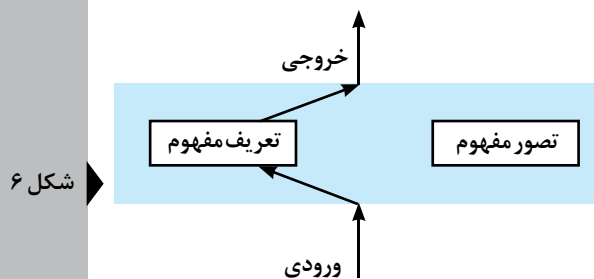 خروجی
تصور مفهوم
تعریف مفهوم
شکل ۶
ورودی